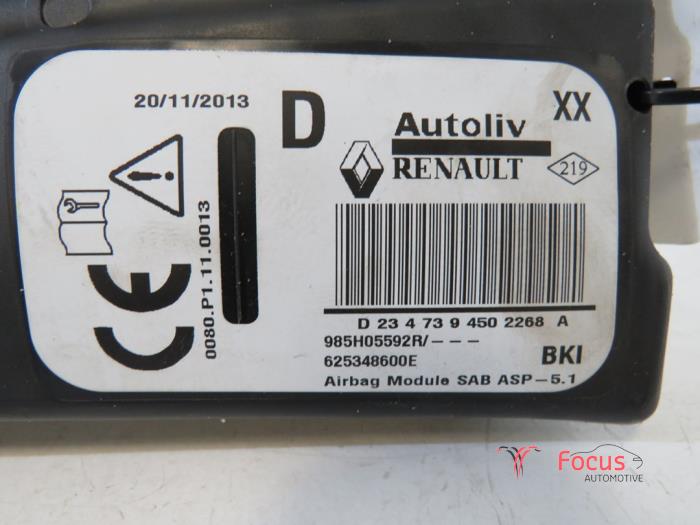 20/11/2013
D
XX
Autoliv
RENAULT
219
0080.P1.11.0013
CE
D 23 4 73 9 450 2268 A
985H05592R/---
625348600E
BKI
Airbag Module SAB ASP-5.1
Focus
AUTOMOTIVE